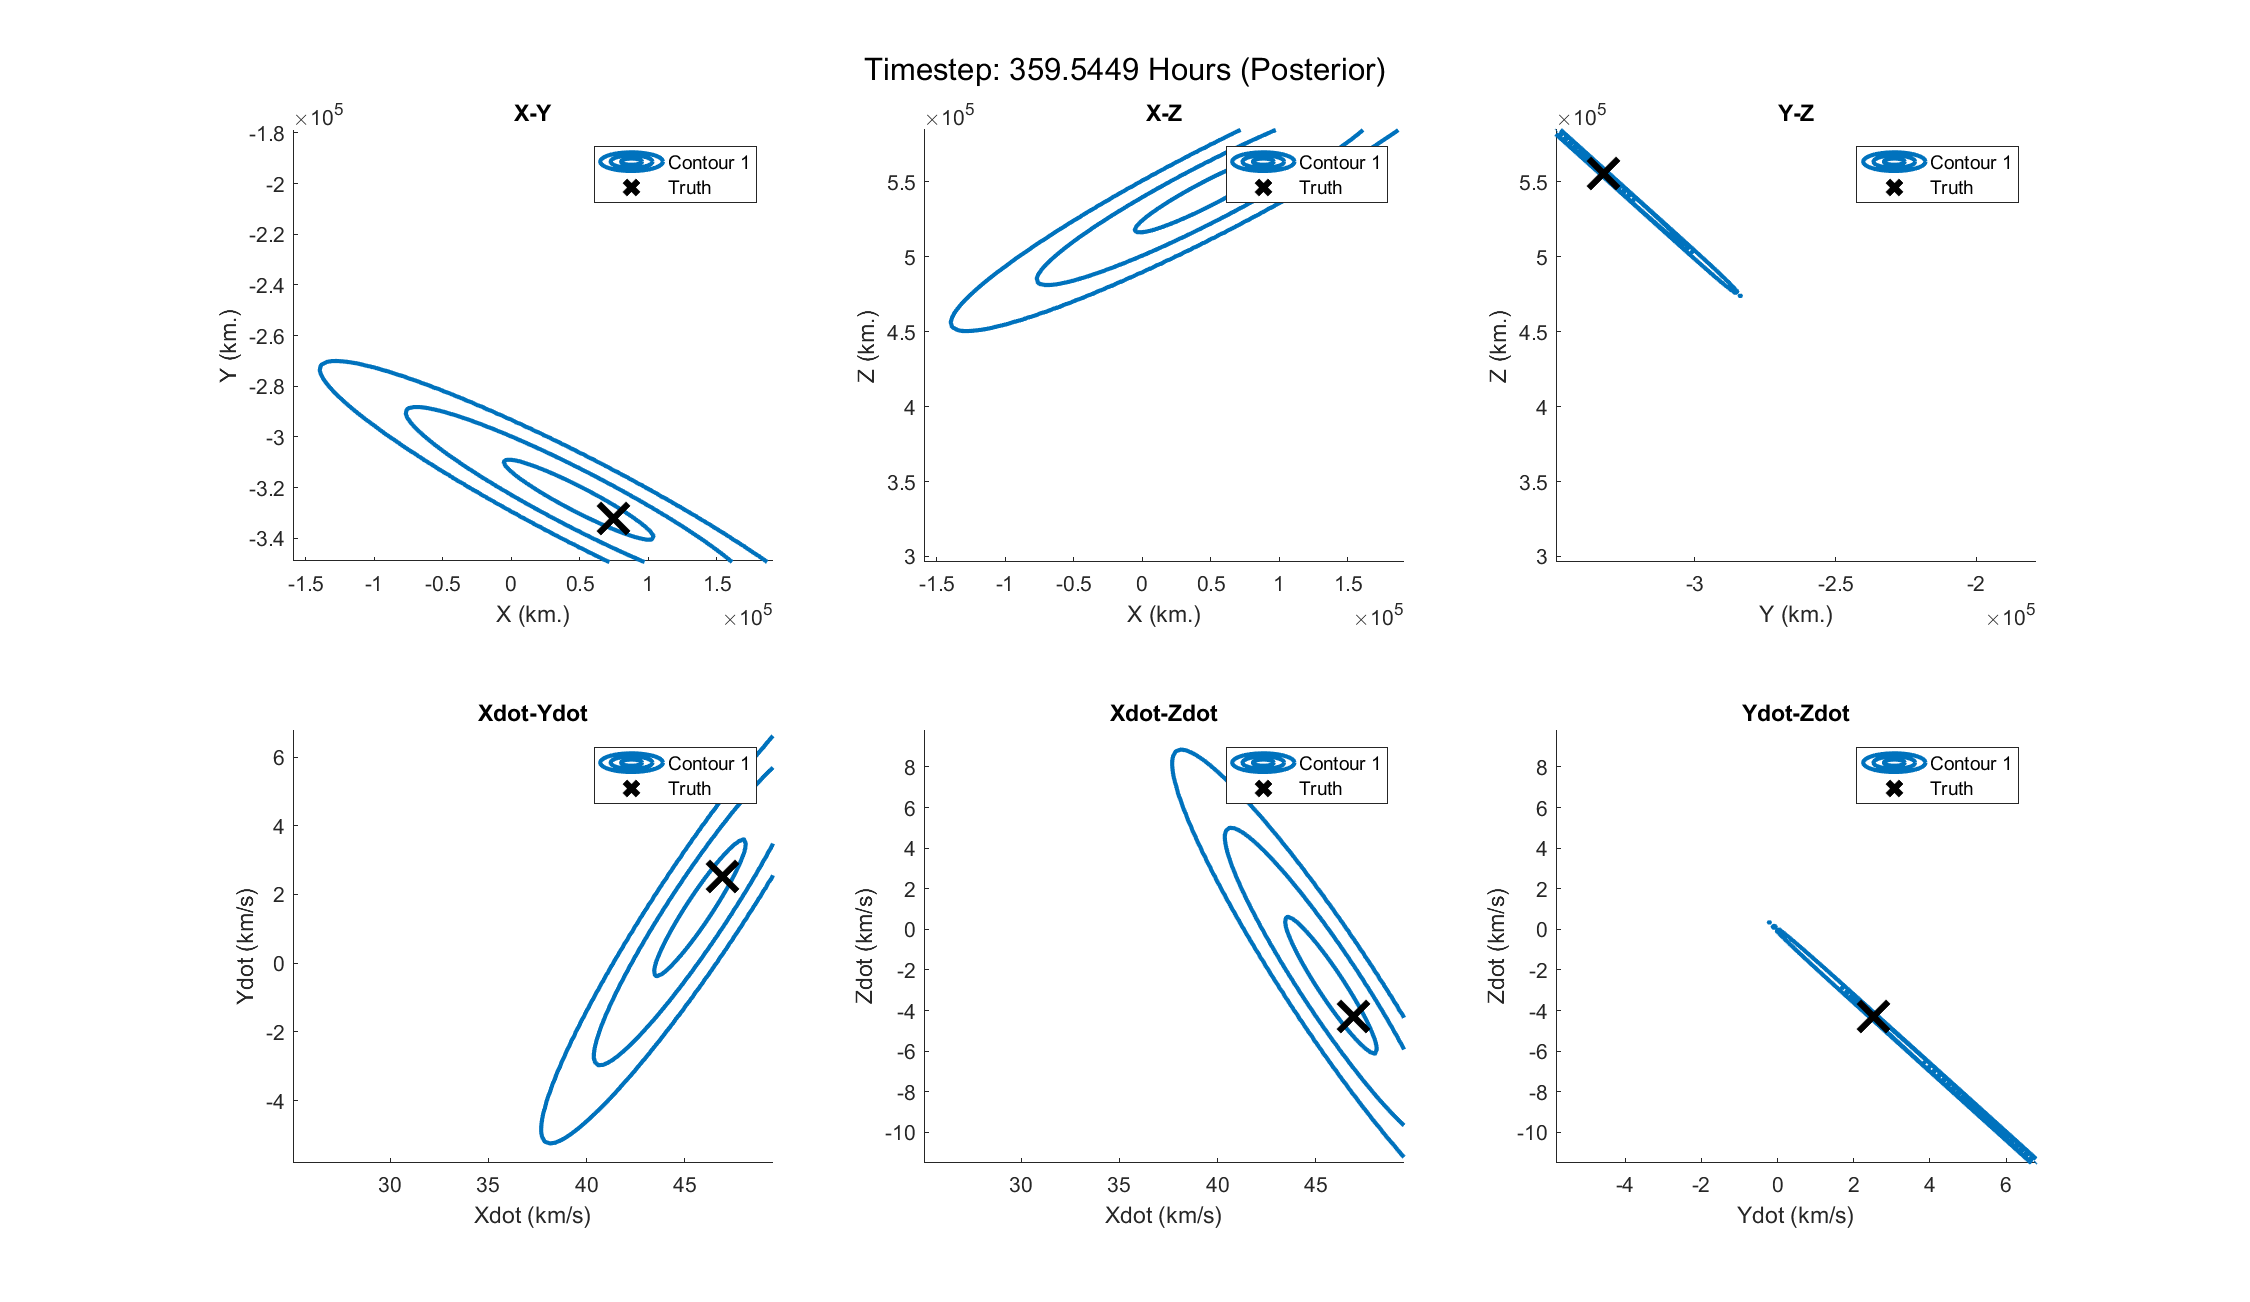 Timestep: 359.5449 Hours (Posterior)
X-Y
×10^5
-1.8
-2
-2.2
-2.4
-2.6
-2.8
-3
-3.2
-3.4
Y (km.)
-1.5 -1 -0.5 0 0.5 1 1.5
X (km.)
×10^5
Contour 1
Truth
X-Z
×10^5
5.5
5
4.5
4
3.5
3
Z (km.)
-1.5 -1 -0.5 0 0.5 1 1.5
X (km.)
×10^5
Contour 1
Truth
Y-Z
×10^5
5.5
5
4.5
4
3.5
3
Z (km.)
-3 -2.5 -2
Y (km.)
×10^5
Contour 1
Truth
Xdot-Ydot
6
4
2
0
-2
-4
Ydot (km/s)
30 35 40 45
Xdot (km/s)
Contour 1
Truth
Xdot-Zdot
8
6
4
2
0
-2
-4
-6
-8
-10
Zdot (km/s)
30 35 40 45
Xdot (km/s)
Contour 1
Truth
Ydot-Zdot
8
6
4
2
0
-2
-4
-6
-8
-10
Zdot (km/s)
-4 -2 0 2 4 6
Ydot (km/s)
Contour 1
Truth